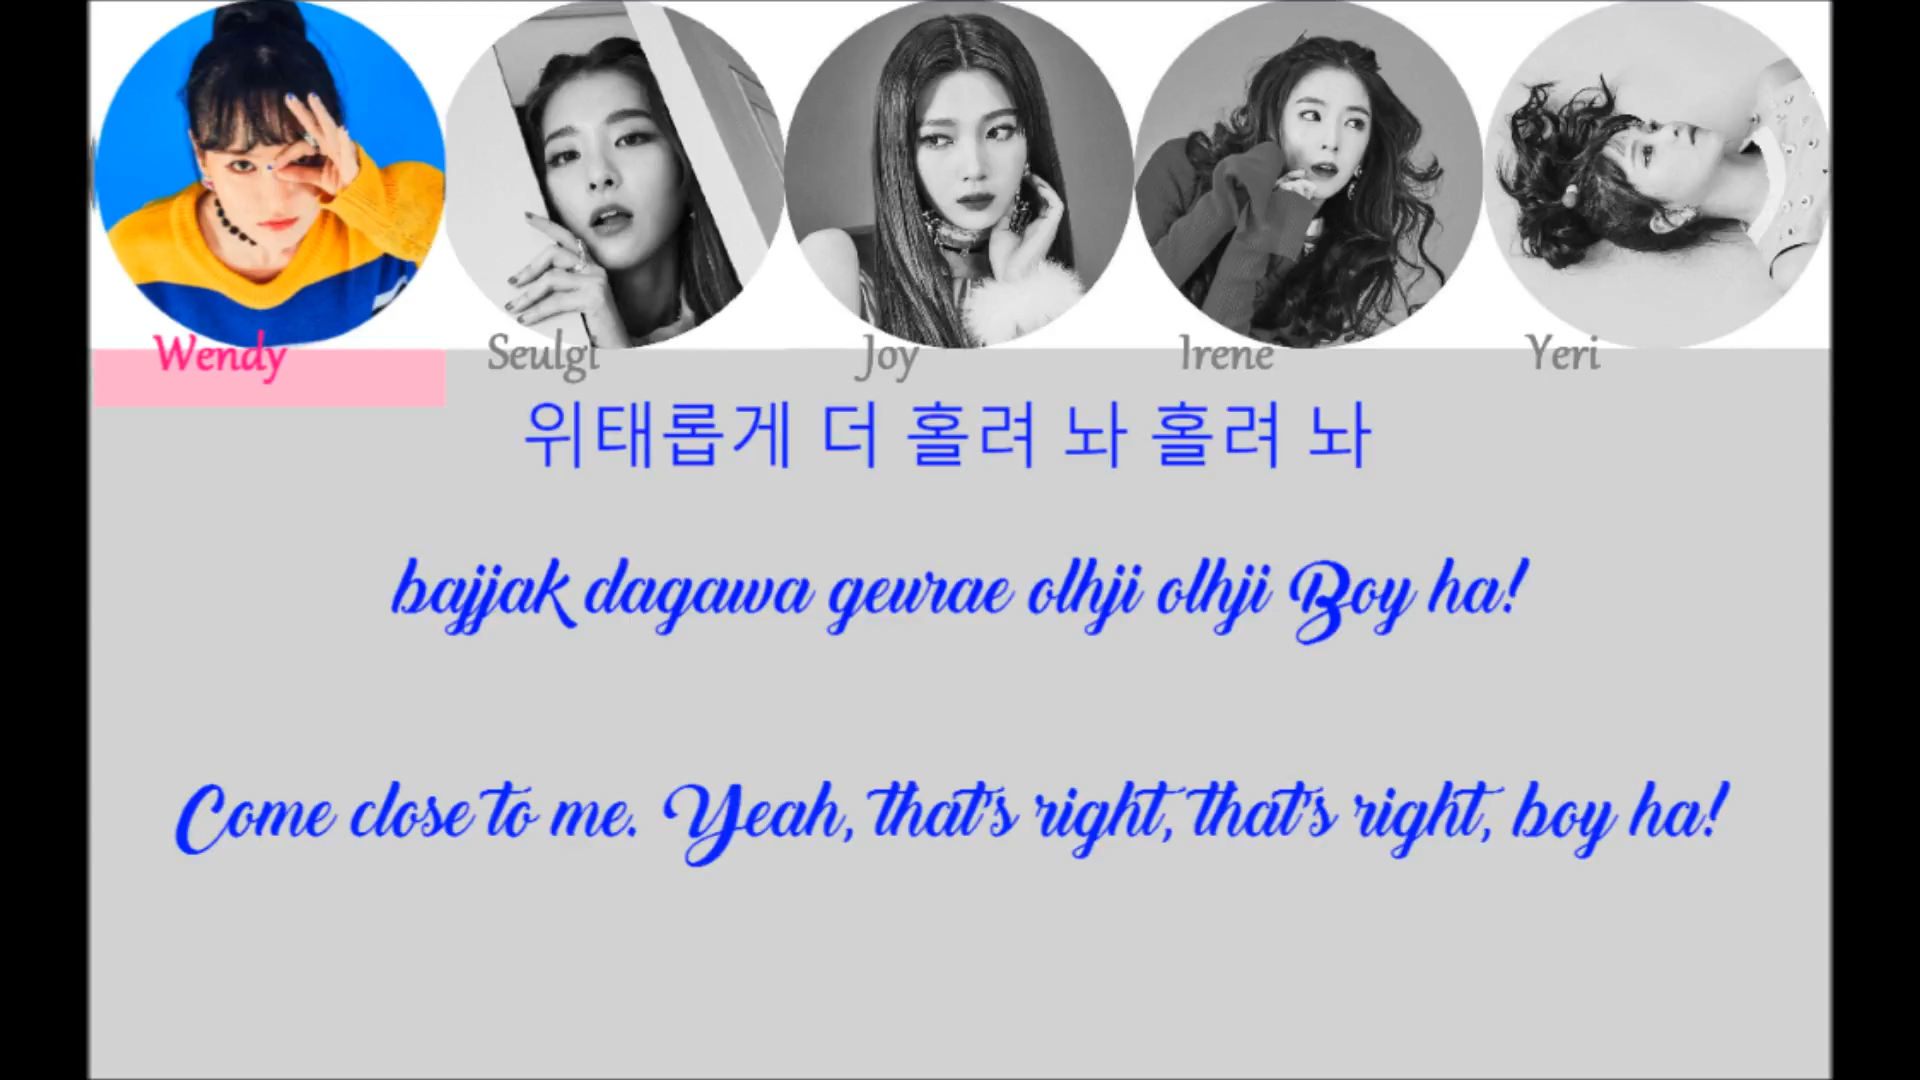 Wendy Seulgi Joy Irene Yeri
위태롭게 더 홀려 놔 홀려 놔
bajjak dagawa geurae olhji olhji Boy ha!
Come close to me. Yeah, that's right, that's right, boy ha!